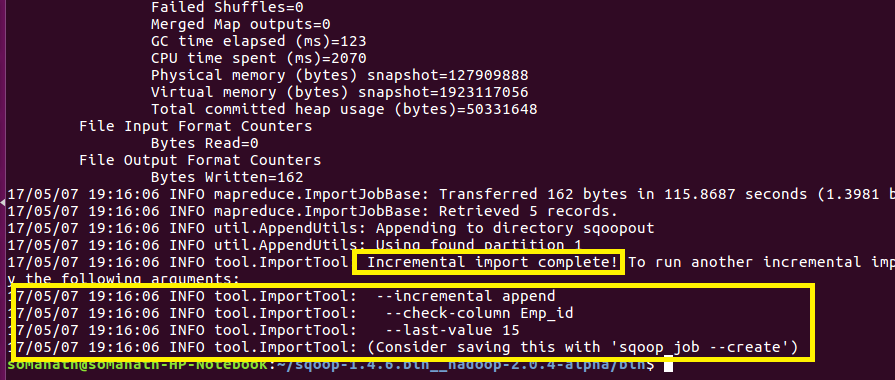 Failed Shuffles=0
Merged Map outputs=0
GC time elapsed (ms)=123
CPU time spent (ms)=2070
Physical memory (bytes) snapshot=127909888
Virtual memory (bytes) snapshot=1923117056
Total committed heap usage (bytes)=50331648
File Input Format Counters
Bytes Read=0
File Output Format Counters
Bytes Written=162
17/05/07 19:16:06 INFO mapreduce.ImportJobBase: Transferred 162 bytes in 115.8687 seconds (1.3981 b
17/05/07 19:16:06 INFO mapreduce.ImportJobBase: Retrieved 5 records.
17/05/07 19:16:06 INFO util.AppendUtils: Appending to directory sqoopout
17/05/07 19:16:06 INFO util.AppendUtils: Using found partition 1
17/05/07 19:16:06 INFO tool.ImportTool: Incremental import complete! To run another incremental imp
y the following arguments:
17/05/07 19:16:06 INFO tool.ImportTool:  --incremental append
17/05/07 19:16:06 INFO tool.ImportTool:   --check-column Emp_id
17/05/07 19:16:06 INFO tool.ImportTool:   --last-value 15
17/05/07 19:16:06 INFO tool.ImportTool: (Consider saving this with 'sqoop job --create')
somanath@somanath-HP-Notebook:~/sqoop-1.4.6.bin__hadoop-2.0.4-alpha/bin$